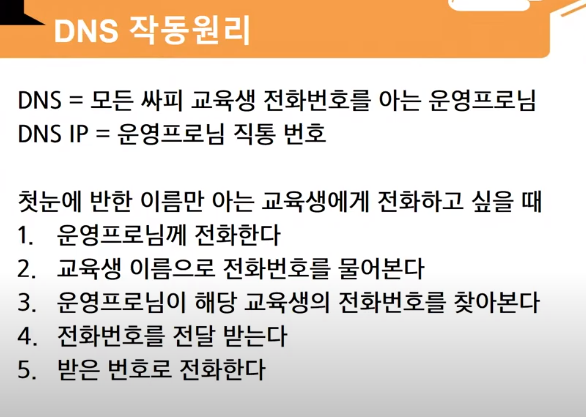 DNS 작동원리
DNS = 모든 싸피 교육생 전화번호를 아는 운영프로님
DNS IP = 운영프로님 직통 번호
첫눈에 반한 이름만 아는 교육생에게 전화하고 싶을 때
1. 운영프로님께 전화한다
2. 교육생 이름으로 전화번호를 물어본다
3. 운영프로님이 해당 교육생의 전화번호를 찾아본다
4. 전화번호를 전달 받는다
5. 받은 번호로 전화한다